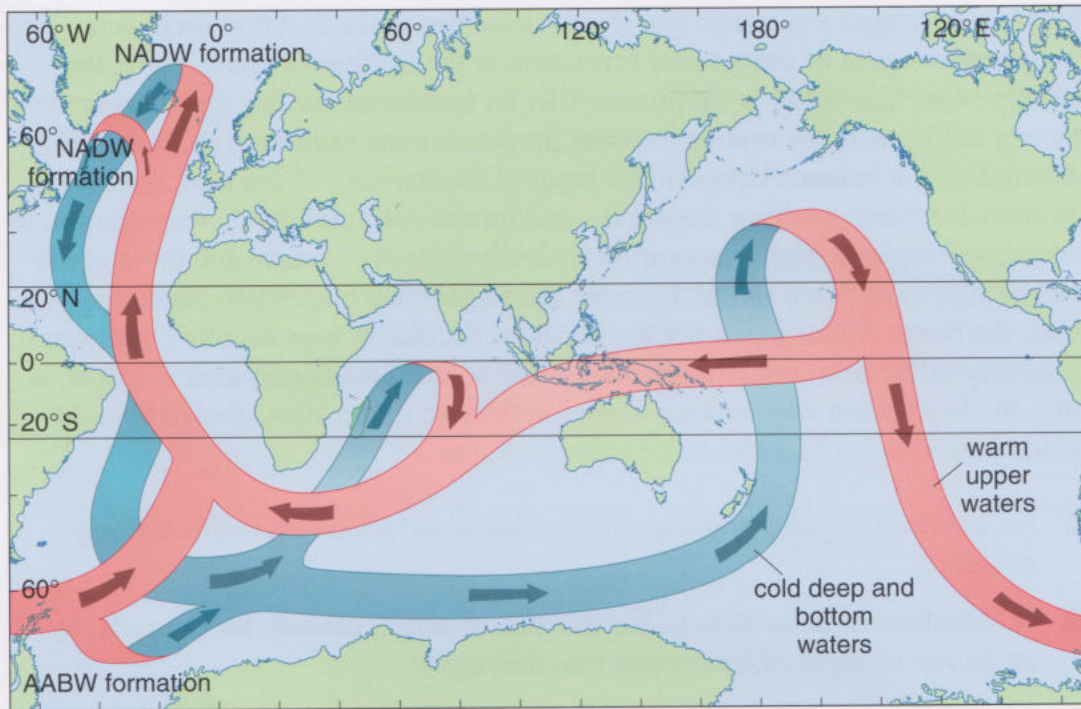 60°W
0°
60°
120
180°
120°E
NADW formation
60°
NADW
formation
20°N
0°
20°S
60°
warm
upper
waters
cold deep and
bottom
waters
AABW formation